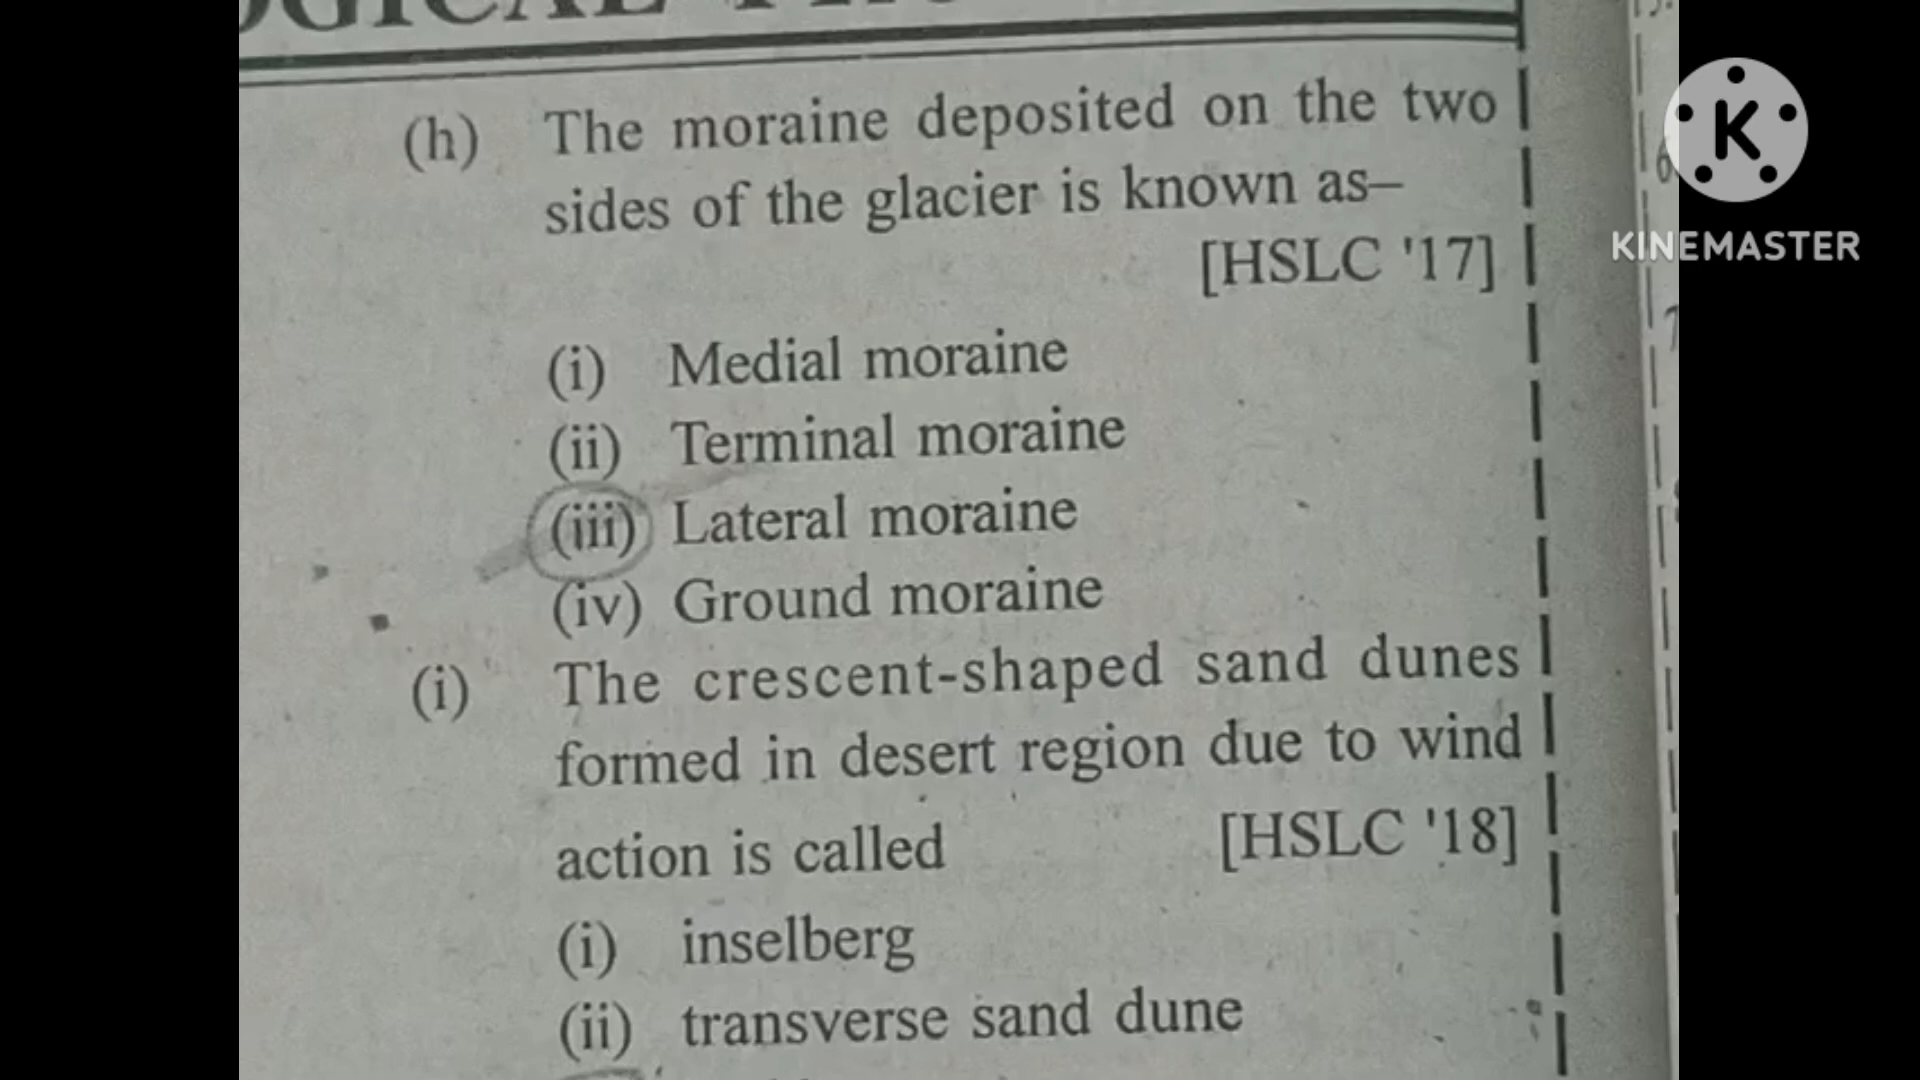 (h) The moraine deposited on the two
sides of the glacier is known as–
[HSLC '17]
(i) Medial moraine
(ii) Terminal moraine
(iii) Lateral moraine
(iv) Ground moraine
(i) The crescent-shaped sand dunes
formed in desert region due to wind
action is called [HSLC '18]
(i) inselberg
(ii) transverse sand dune
KINEMASTER